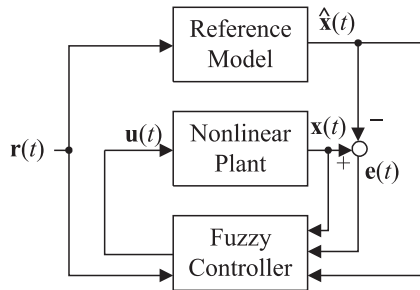 Reference
Model
x̂(t)
−
r(t)
u(t)
Nonlinear
Plant
x(t)
+
e(t)
Fuzzy
Controller